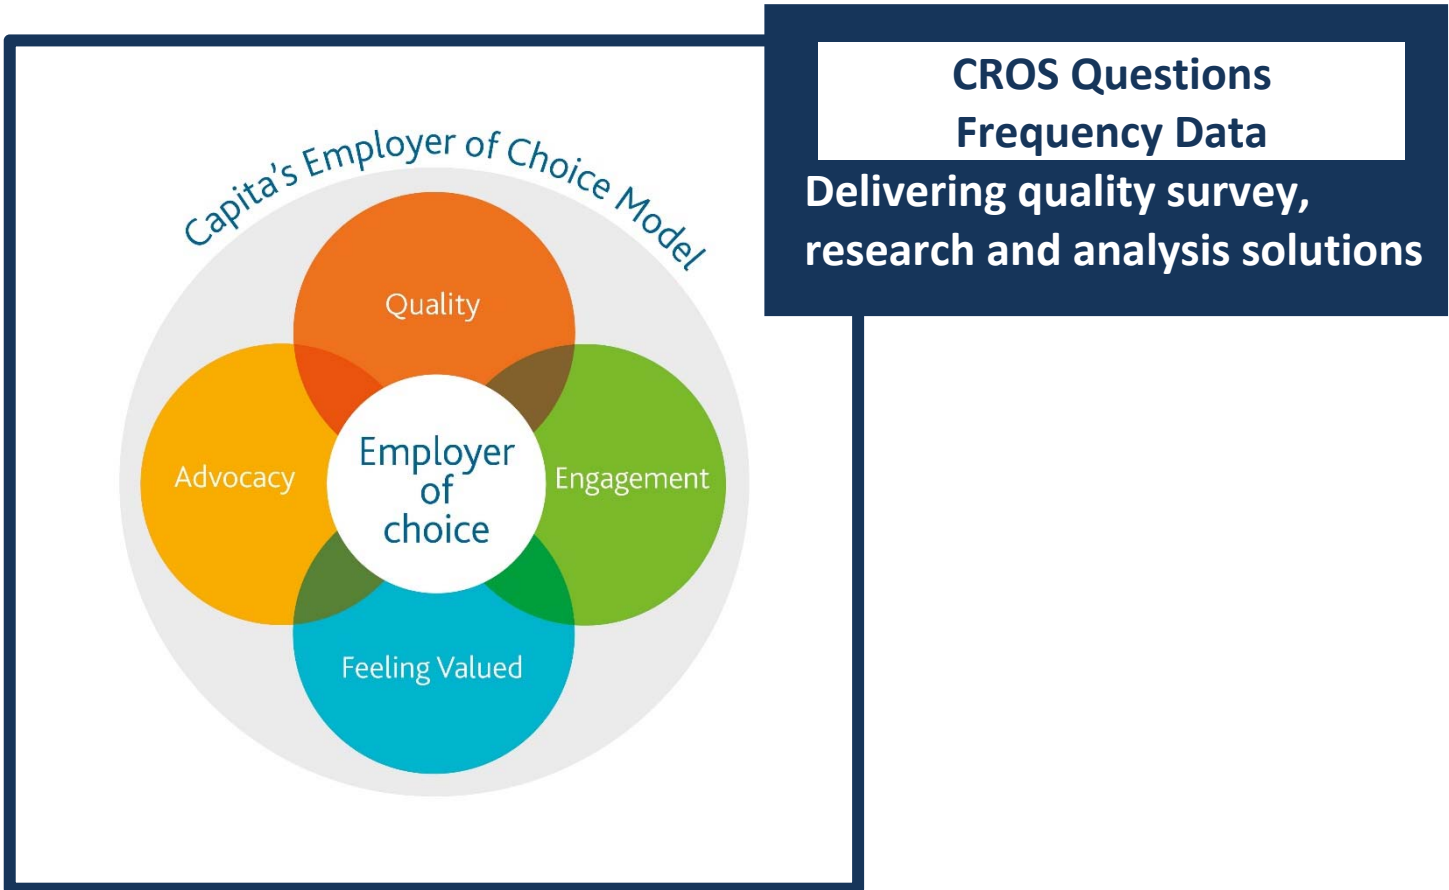 CROS Questions
Frequency Data
Delivering quality survey,
research and analysis solutions
Capita's Employer of Choice Model
Quality
Advocacy
Employer
of
choice
Engagement
Feeling Valued